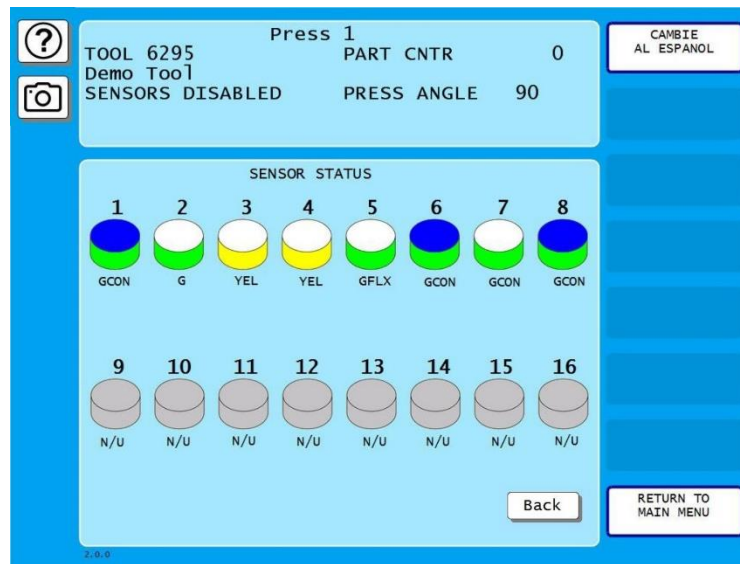 Press 1
TOOL 6295 PART CNTR 0
Demo Tool
SENSORS DISABLED PRESS ANGLE 90
CAMBIE
AL ESPANOL
?
SENSOR STATUS
1 2 3 4 5 6 7 8
GCON G YEL YEL GFLX GCON GCON GCON
9 10 11 12 13 14 15 16
N/U N/U N/U N/U N/U N/U N/U N/U
Back
RETURN TO
MAIN MENU
2.0.0